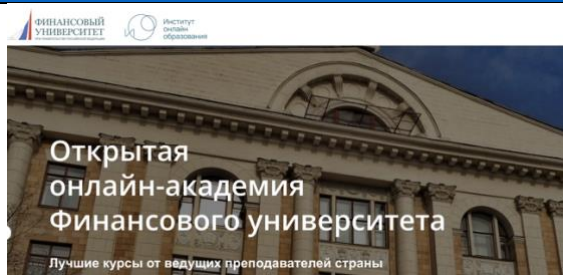 ФИНАНСОВЫЙ
УНИВЕРСИТЕТ
Институт
онлайн
образования
Открытая
онлайн-академия
Финансового университета
Лучшие курсы от ведущих преподавателей страны